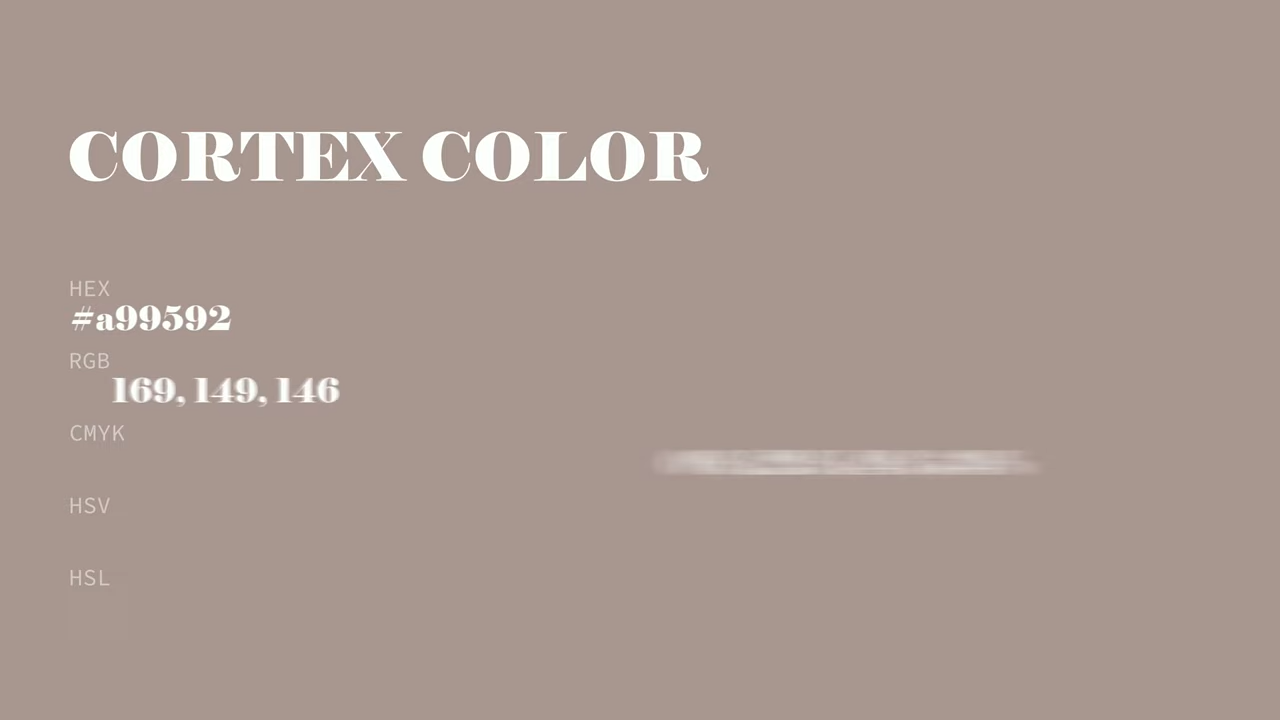 CORTEX COLOR
HEX
#a99592
RGB
169, 149, 146
CMYK
HSV
HSL